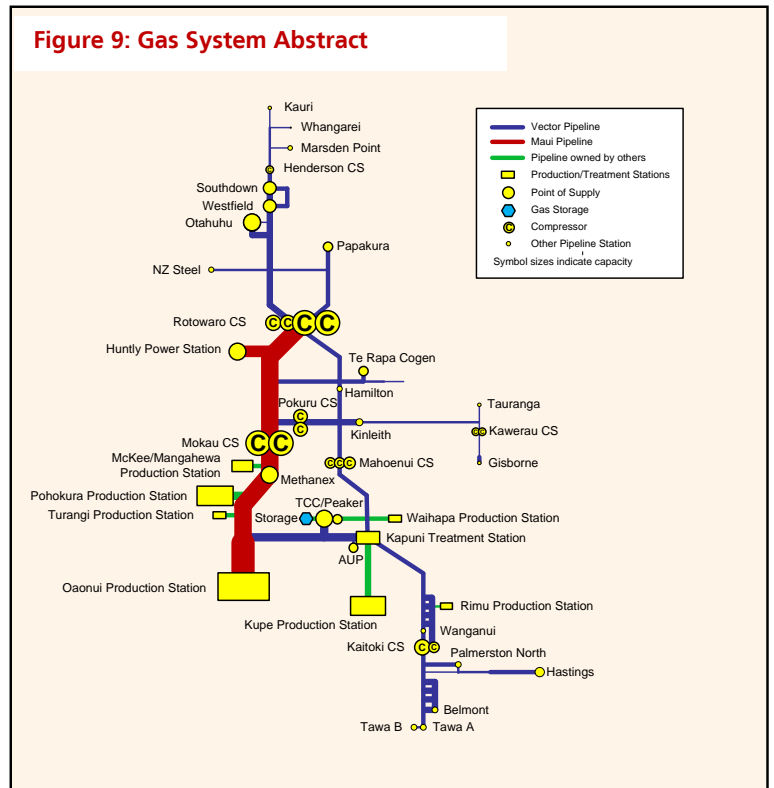 Figure 9: Gas System Abstract
Kauri
Whangarei
Marsden Point
Henderson CS
Southdown
Westfield
Otahuhu
Papakura
NZ Steel
Rotowaro CS
C C C C
Huntly Power Station
Te Rapa Cogen
Hamilton
Pokuru CS
C
C
Kinleith
Tauranga
Kawerau CS
C C
Gisborne
Mokau CS
C C
McKee/Mangahewa
Production Station
Mahoenui CS
C C C
Methanex
Pohokura Production Station
TCC/Peaker
Turangi Production Station
Storage
Waihapa Production Station
Kapuni Treatment Station
AUP
Oaonui Production Station
Kupe Production Station
Rimu Production Station
Wanganui
Kaitoki CS
C C
Palmerston North
Hastings
Belmont
Tawa B
Tawa A
Vector Pipeline
Maui Pipeline
Pipeline owned by others
Production/Treatment Stations
Point of Supply
Gas Storage
C Compressor
Other Pipeline Station
Symbol sizes indicate capacity